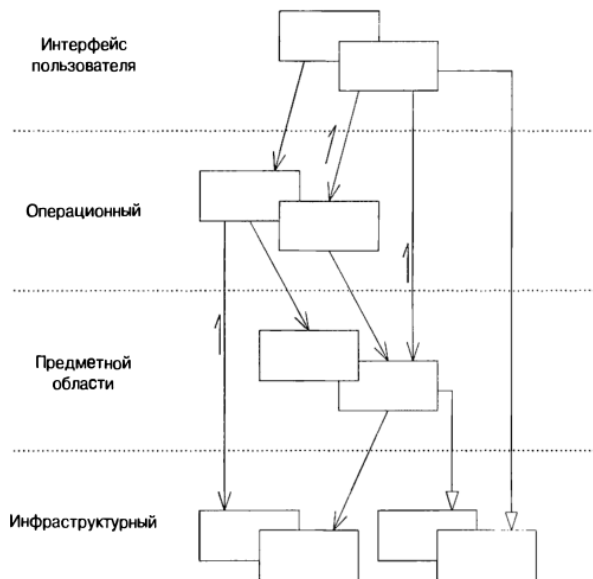 Интерфейс
пользователя
Операционный
Предметной
области
Инфраструктурный